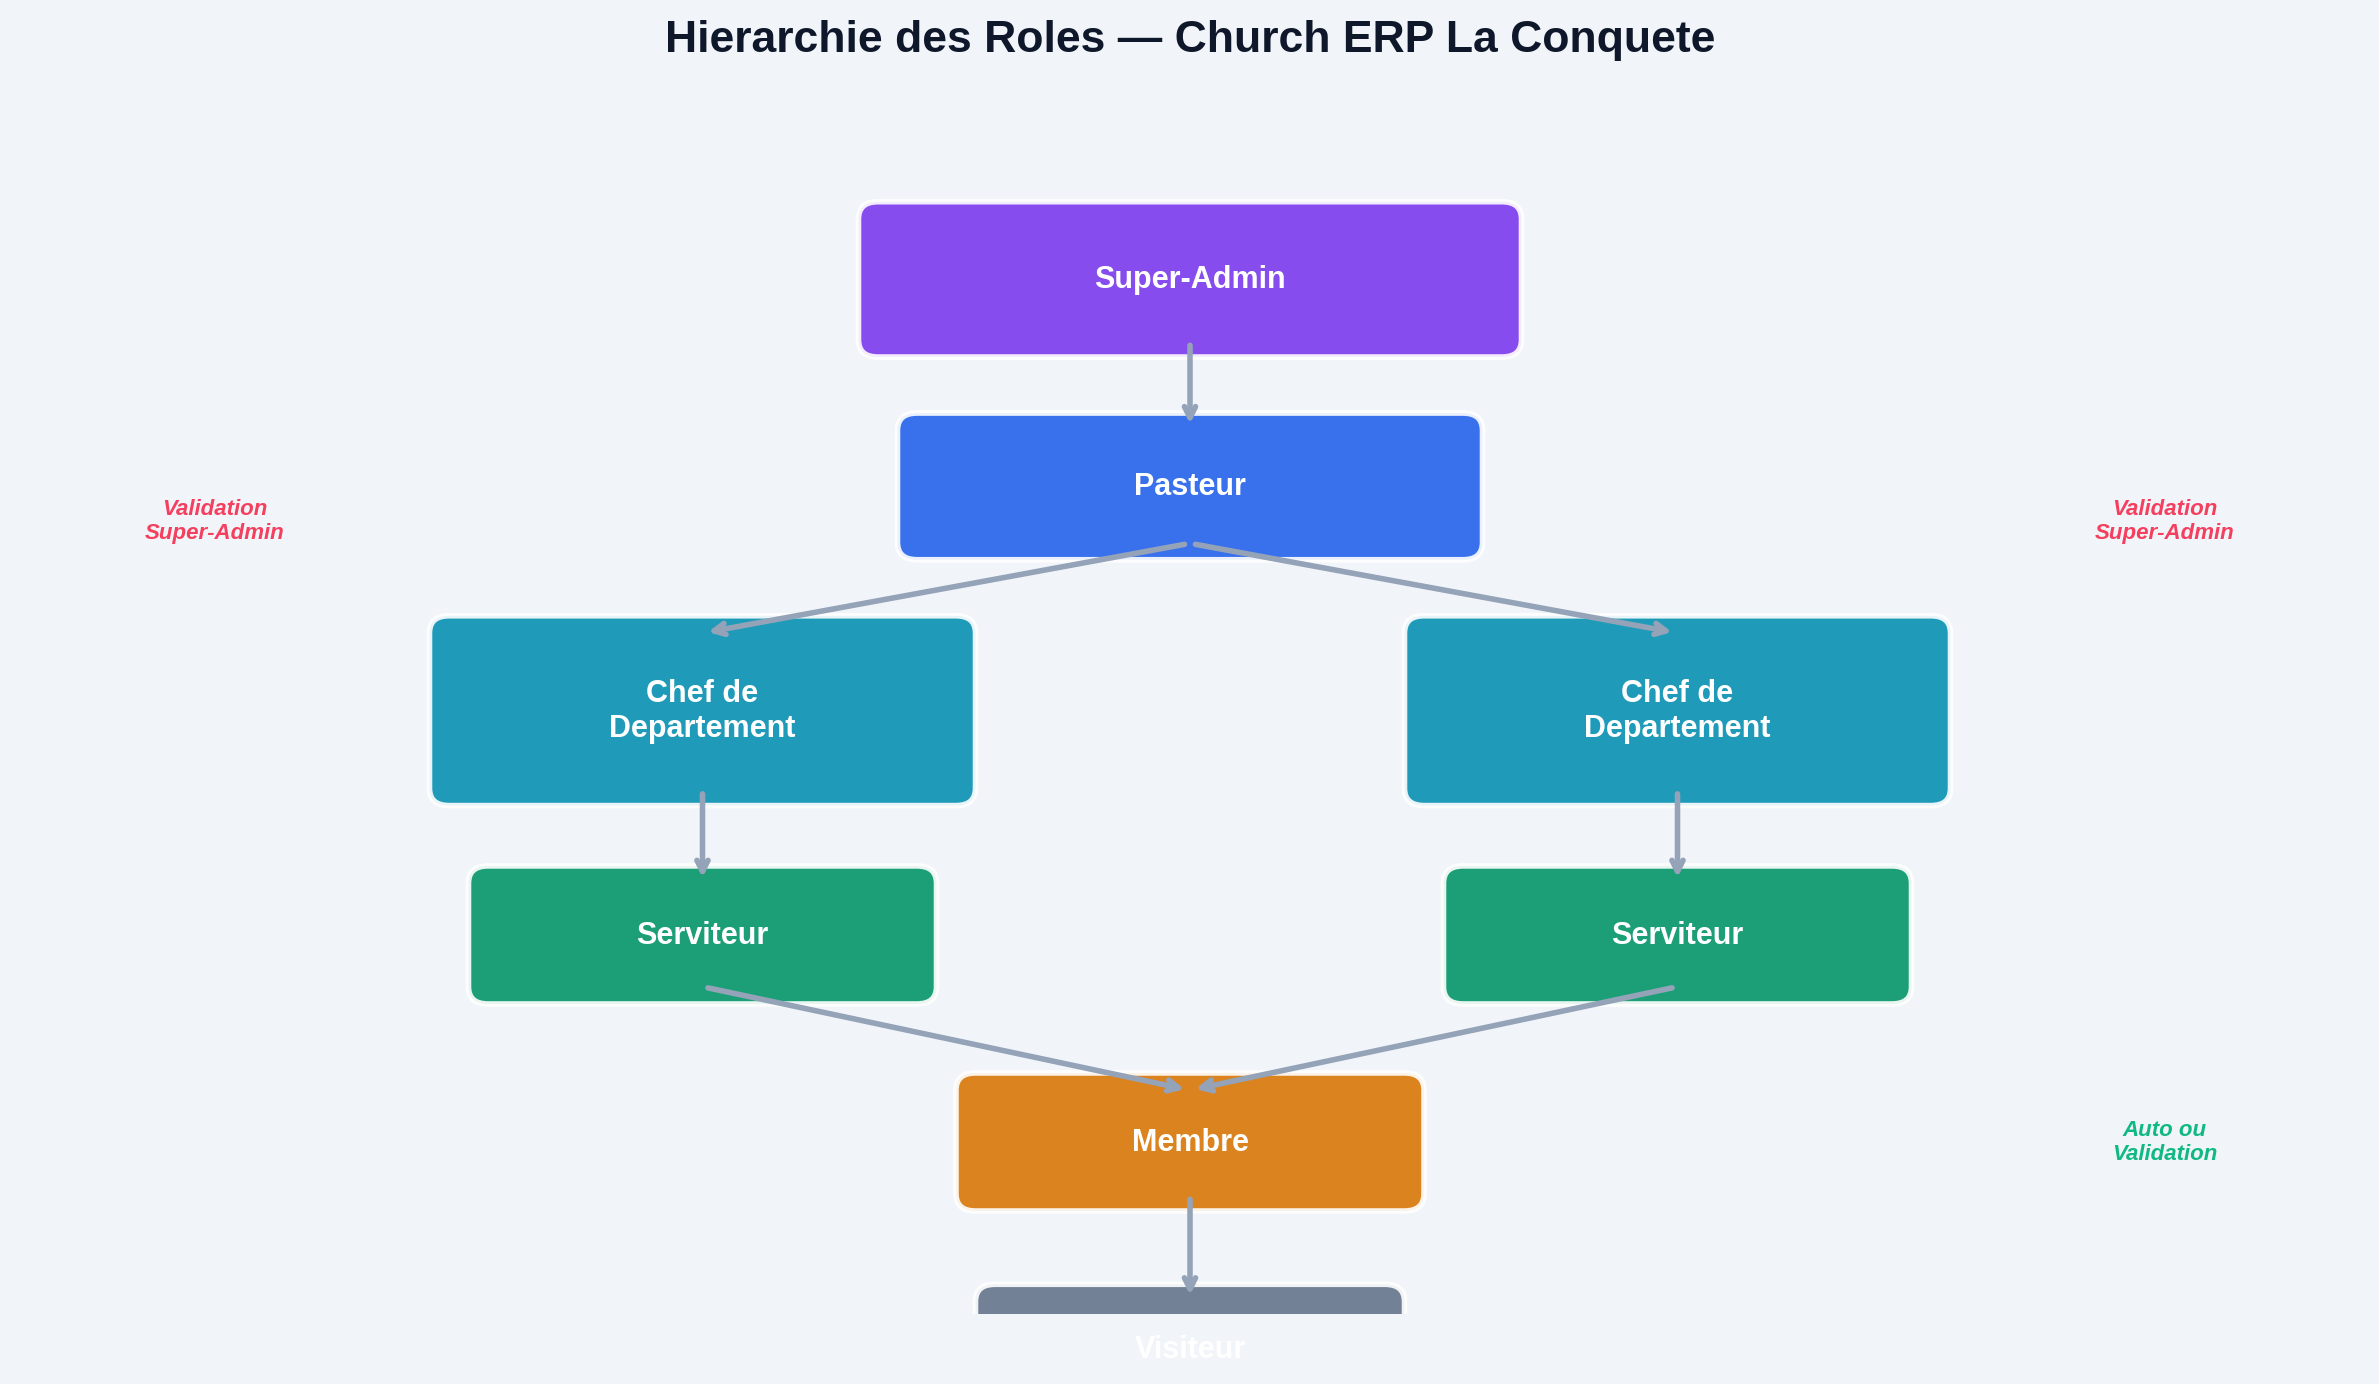 Hierarchie des Roles — Church ERP La Conquete
Super-Admin
Pasteur
Validation
Super-Admin
Validation
Super-Admin
Chef de
Departement
Chef de
Departement
Serviteur
Serviteur
Membre
Auto ou
Validation
Visiteur